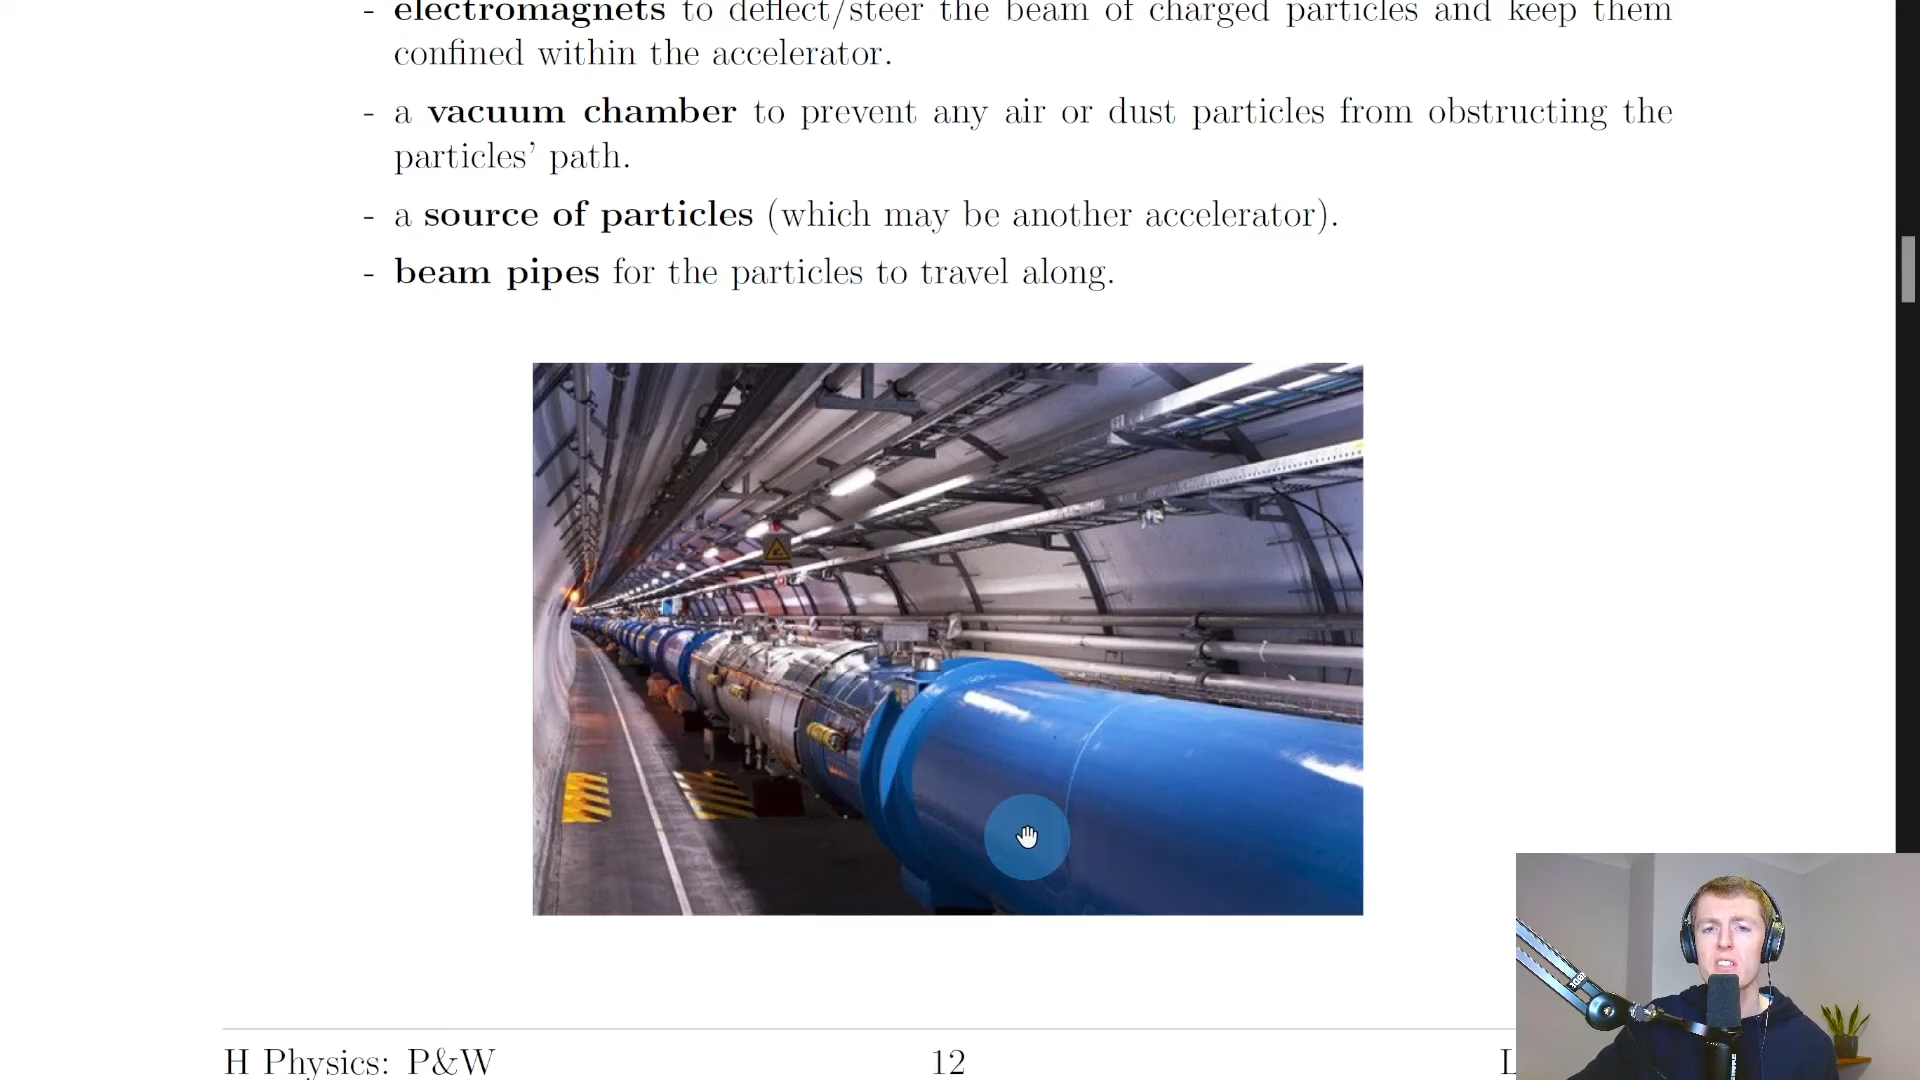 - electromagnets to deflect/steer the beam of charged particles and keep them
confined within the accelerator.
- a vacuum chamber to prevent any air or dust particles from obstructing the
particles’ path.
- a source of particles (which may be another accelerator).
- beam pipes for the particles to travel along.
H Physics: P&W
12
L